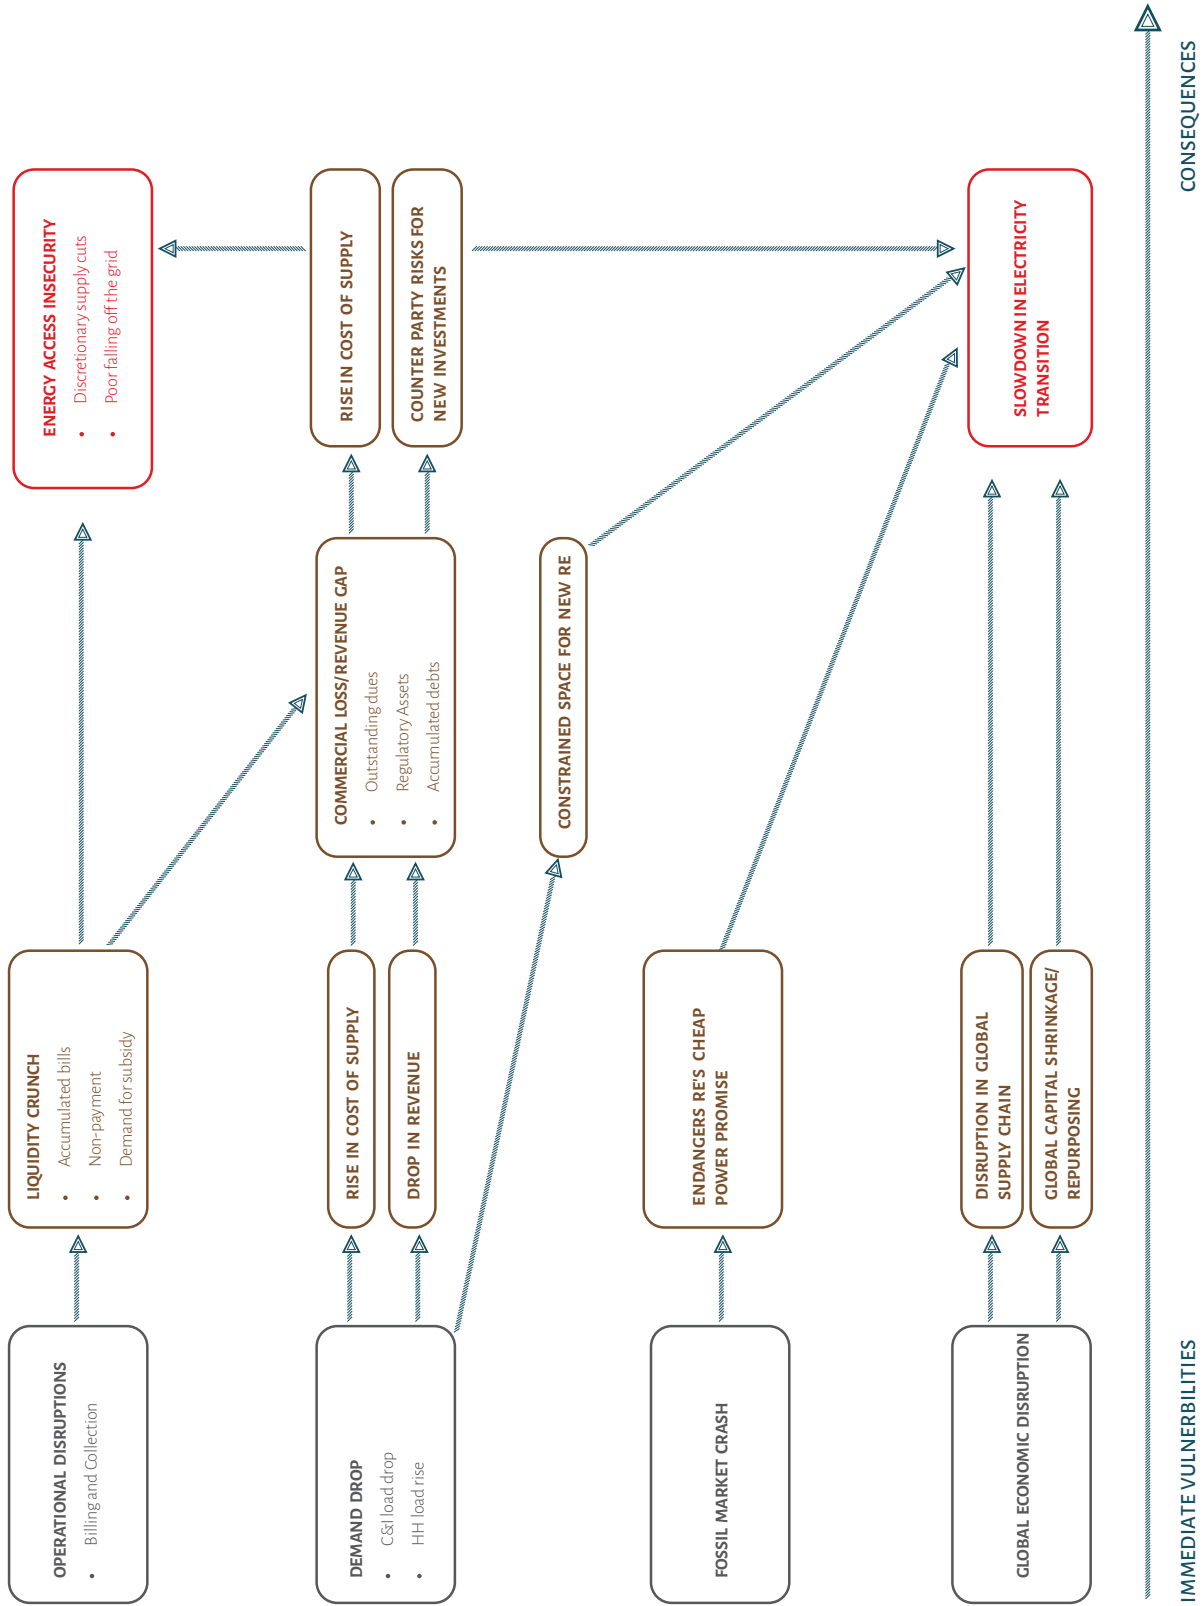 OPERATIONAL DISRUPTIONS
• Billing and Collection
LIQUIDITY CRUNCH
• Accumulated bills
• Non-payment
• Demand for subsidy
ENERGY ACCESS INSECURITY
• Discretionary supply cuts
• Poor falling off the grid
DEMAND DROP
• C&I load drop
• HH load rise
RISE IN COST OF SUPPLY
DROP IN REVENUE
COMMERCIAL LOSS/REVENUE GAP
• Outstanding dues
• Regulatory Assets
• Accumulated debts
RISE IN COST OF SUPPLY
COUNTER PARTY RISKS FOR
NEW INVESTMENTS
CONSTRAINED SPACE FOR NEW RE
FOSSIL MARKET CRASH
ENDANGERS RE'S CHEAP
POWER PROMISE
GLOBAL ECONOMIC DISRUPTION
DISRUPTION IN GLOBAL
SUPPLY CHAIN
GLOBAL CAPITAL SHRINKAGE/
REPURPOSING
SLOWDOWN IN ELECTRICITY
TRANSITION
IMMEDIATE VULNERBILITIES
CONSEQUENCES